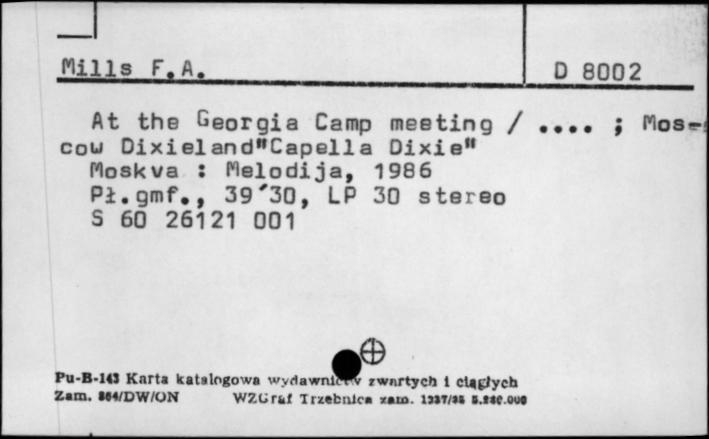 Mills F.A.
D 8002
At the Georgia Camp meeting / .... ; Mos-
cow Dixieland"Capella Dixie"
Moskva : Melodija, 1986
Pł.gmf., 39'30, LP 30 stereo
S 60 26121 001
Pu-B-143 Karta katalogowa wydawnictw zwartych i ciągłych
Zam. 864/DW/ON WZGraf Trzebnica zam.